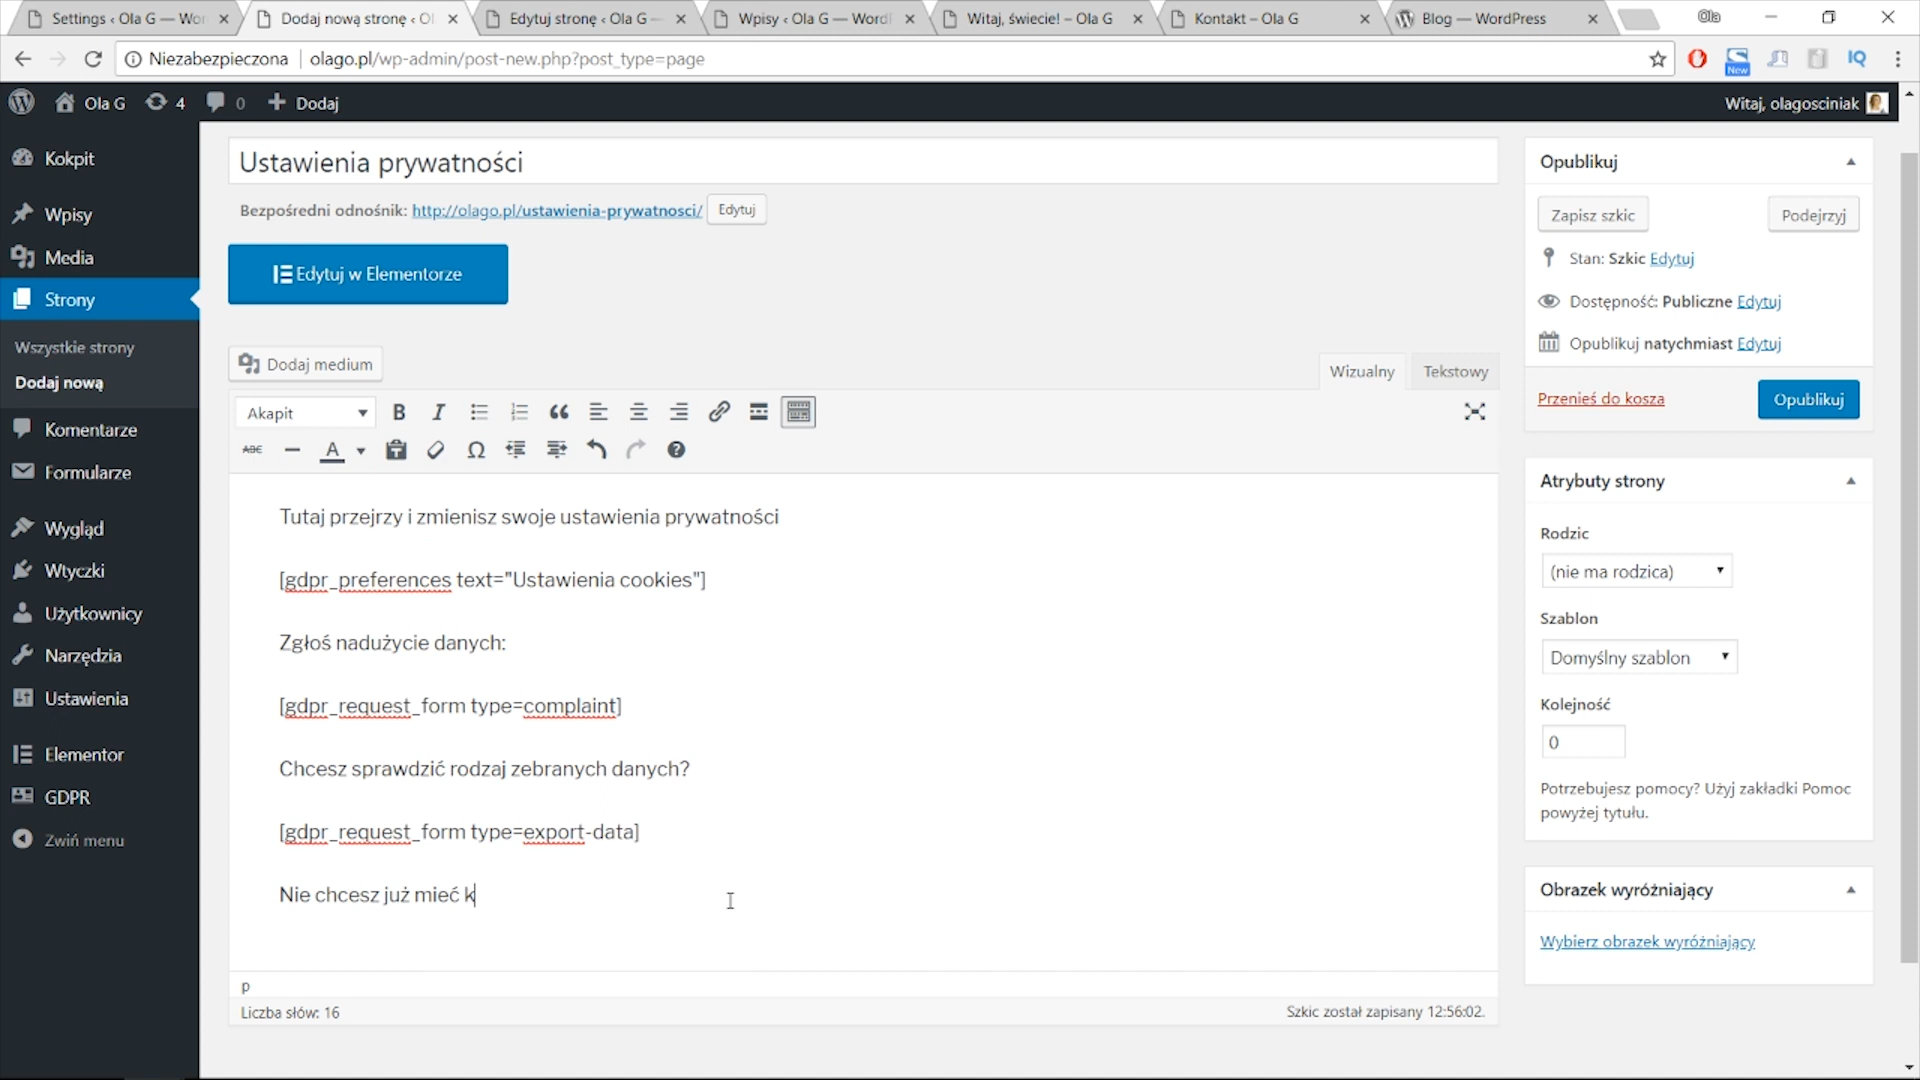 Settings ‹ Ola G — Wor
Dodaj nową stronę ‹ Ol
Edytuj stronę ‹ Ola G —
Wpisy ‹ Ola G — Word
Witaj, świecie! – Ola G
Kontakt – Ola G
Blog — WordPress
Ola
Niezabezpieczona
olago.pl/wp-admin/post-new.php?post_type=page
New
IQ
Ola G
4
0
Dodaj
Witaj, olagosciniak
Kokpit
Wpisy
Media
Strony
Wszystkie strony
Dodaj nową
Komentarze
Formularze
Wygląd
Wtyczki
Użytkownicy
Narzędzia
Ustawienia
Elementor
GDPR
Zwiń menu
Ustawienia prywatności
Bezpośredni odnośnik: http://olago.pl/ustawienia-prywatnosci/ Edytuj
Edytuj w Elementorze
Dodaj medium
Wizualny
Tekstowy
Akapit
B I
ABC
A
Ω
Tutaj przejrzy i zmienisz swoje ustawienia prywatności
[gdpr_preferences text="Ustawienia cookies"]
Zgłoś nadużycie danych:
[gdpr_request_form type=complaint]
Chcesz sprawdzić rodzaj zebranych danych?
[gdpr_request_form type=export-data]
Nie chcesz już mieć k
p
Liczba słów: 16
Szkic został zapisany 12:56:02.
Opublikuj
Zapisz szkic
Podejrzyj
Stan: Szkic Edytuj
Dostępność: Publiczne Edytuj
Opublikuj natychmiast Edytuj
Przenieś do kosza
Opublikuj
Atrybuty strony
Rodzic
(nie ma rodzica)
Szablon
Domyślny szablon
Kolejność
0
Potrzebujesz pomocy? Użyj zakładki Pomoc
powyżej tytułu.
Obrazek wyróżniający
Wybierz obrazek wyróżniający